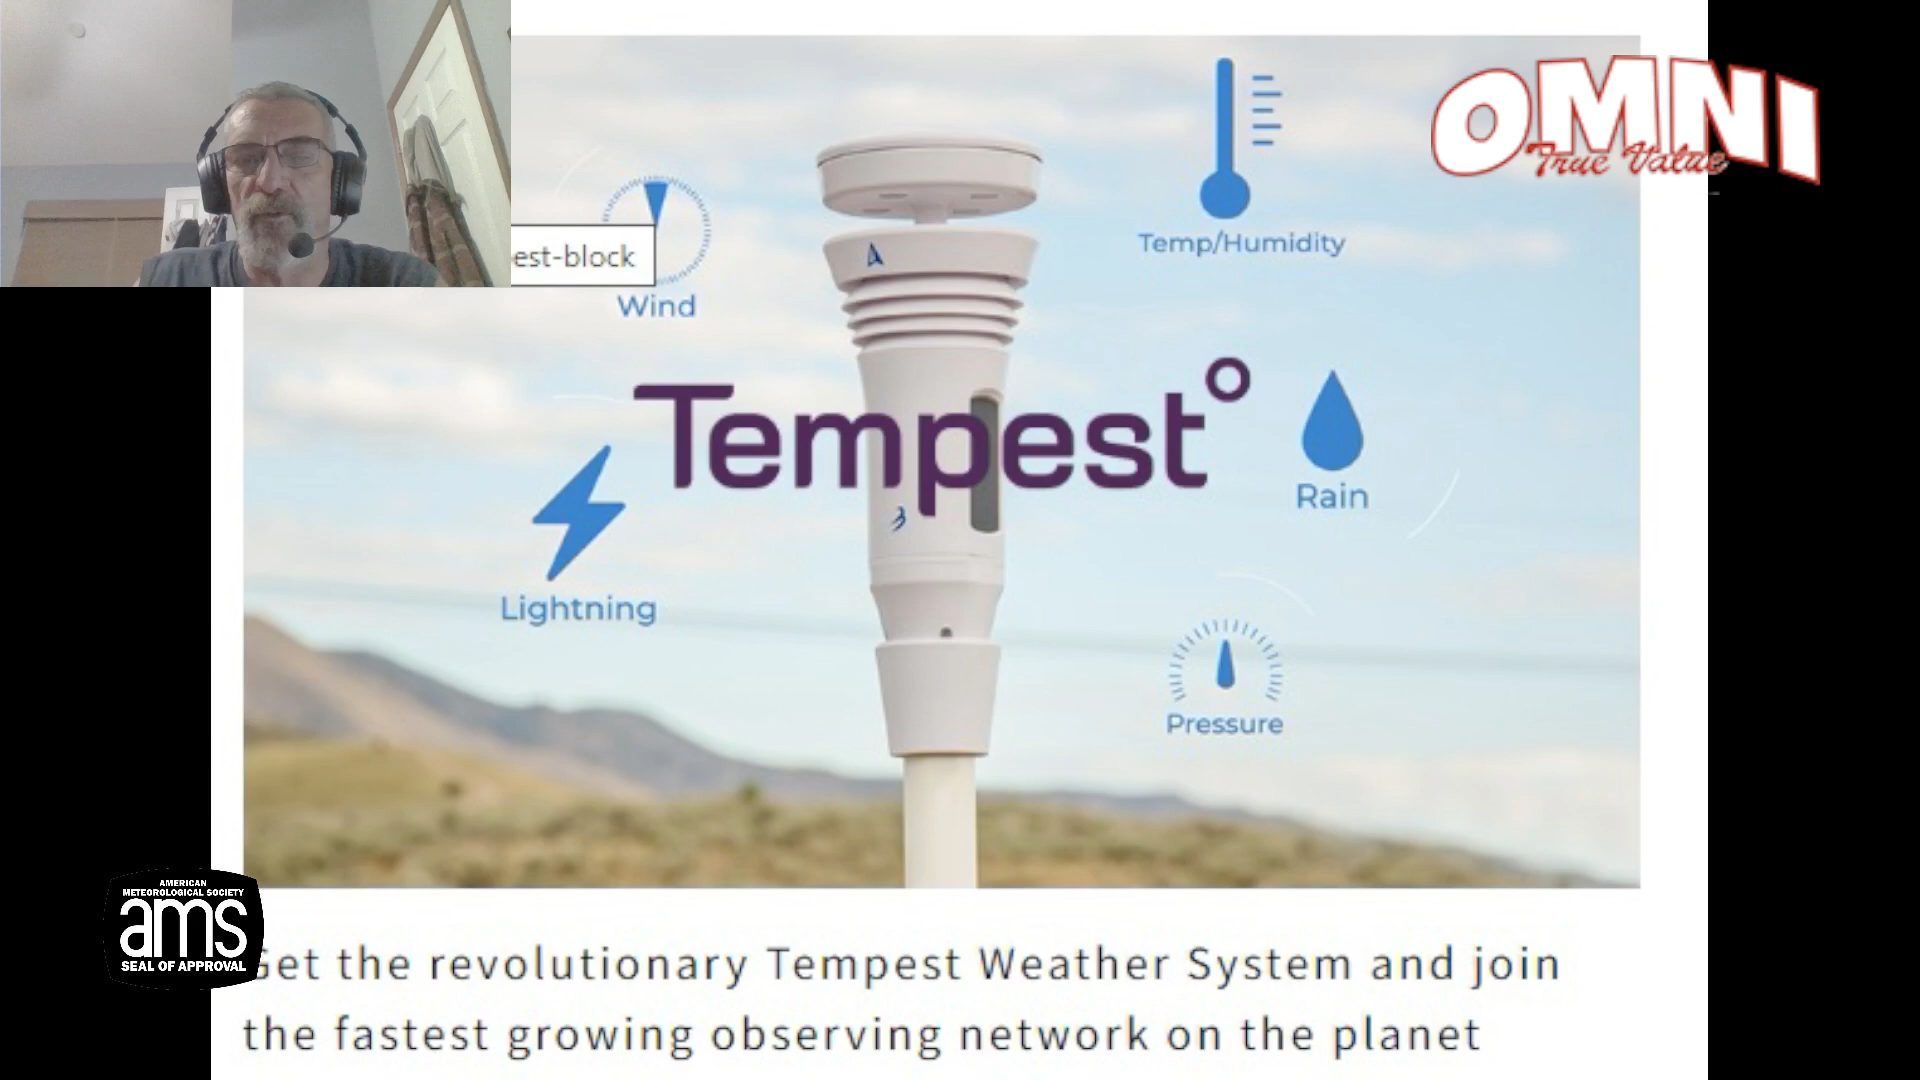 OMNI
True Value
Temp/Humidity
est-block
Wind
Tempest°
Rain
Lightning
Pressure
AMERICAN
METEOROLOGICAL SOCIETY
ams
SEAL OF APPROVAL
Get the revolutionary Tempest Weather System and join
the fastest growing observing network on the planet